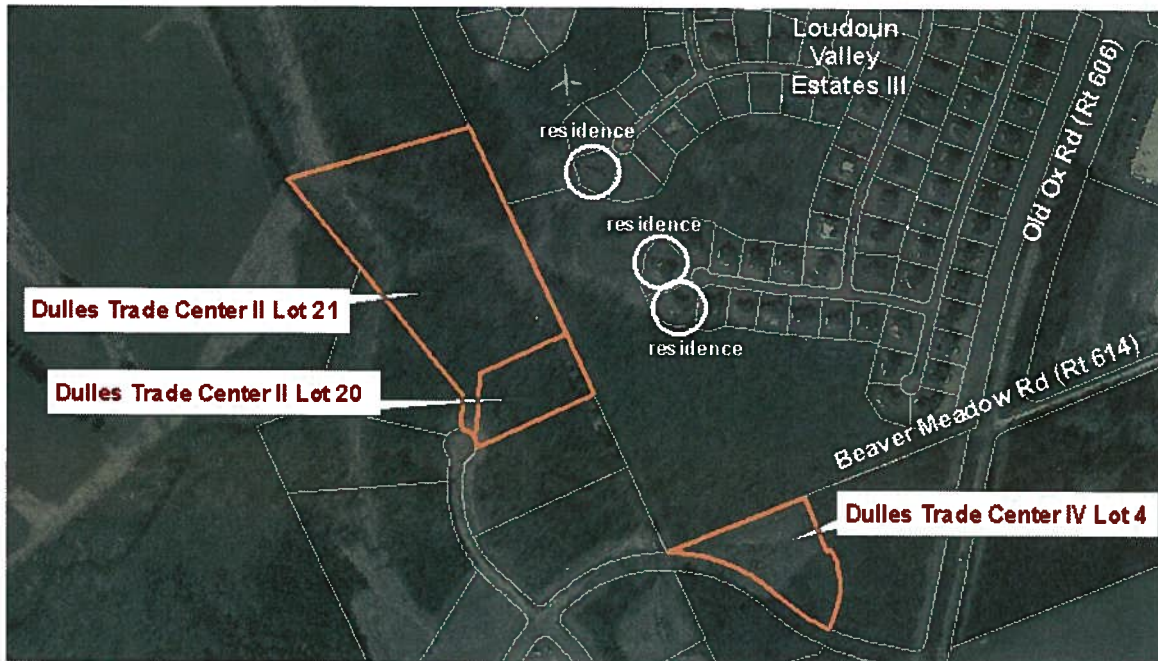 Loudoun
Valley
Estates III
residence
Old Ox Rd (Rt 606)
residence
Dulles Trade Center II Lot 21
residence
Dulles Trade Center II Lot 20
Beaver Meadow Rd (Rt 614)
Dulles Trade Center IV Lot 4